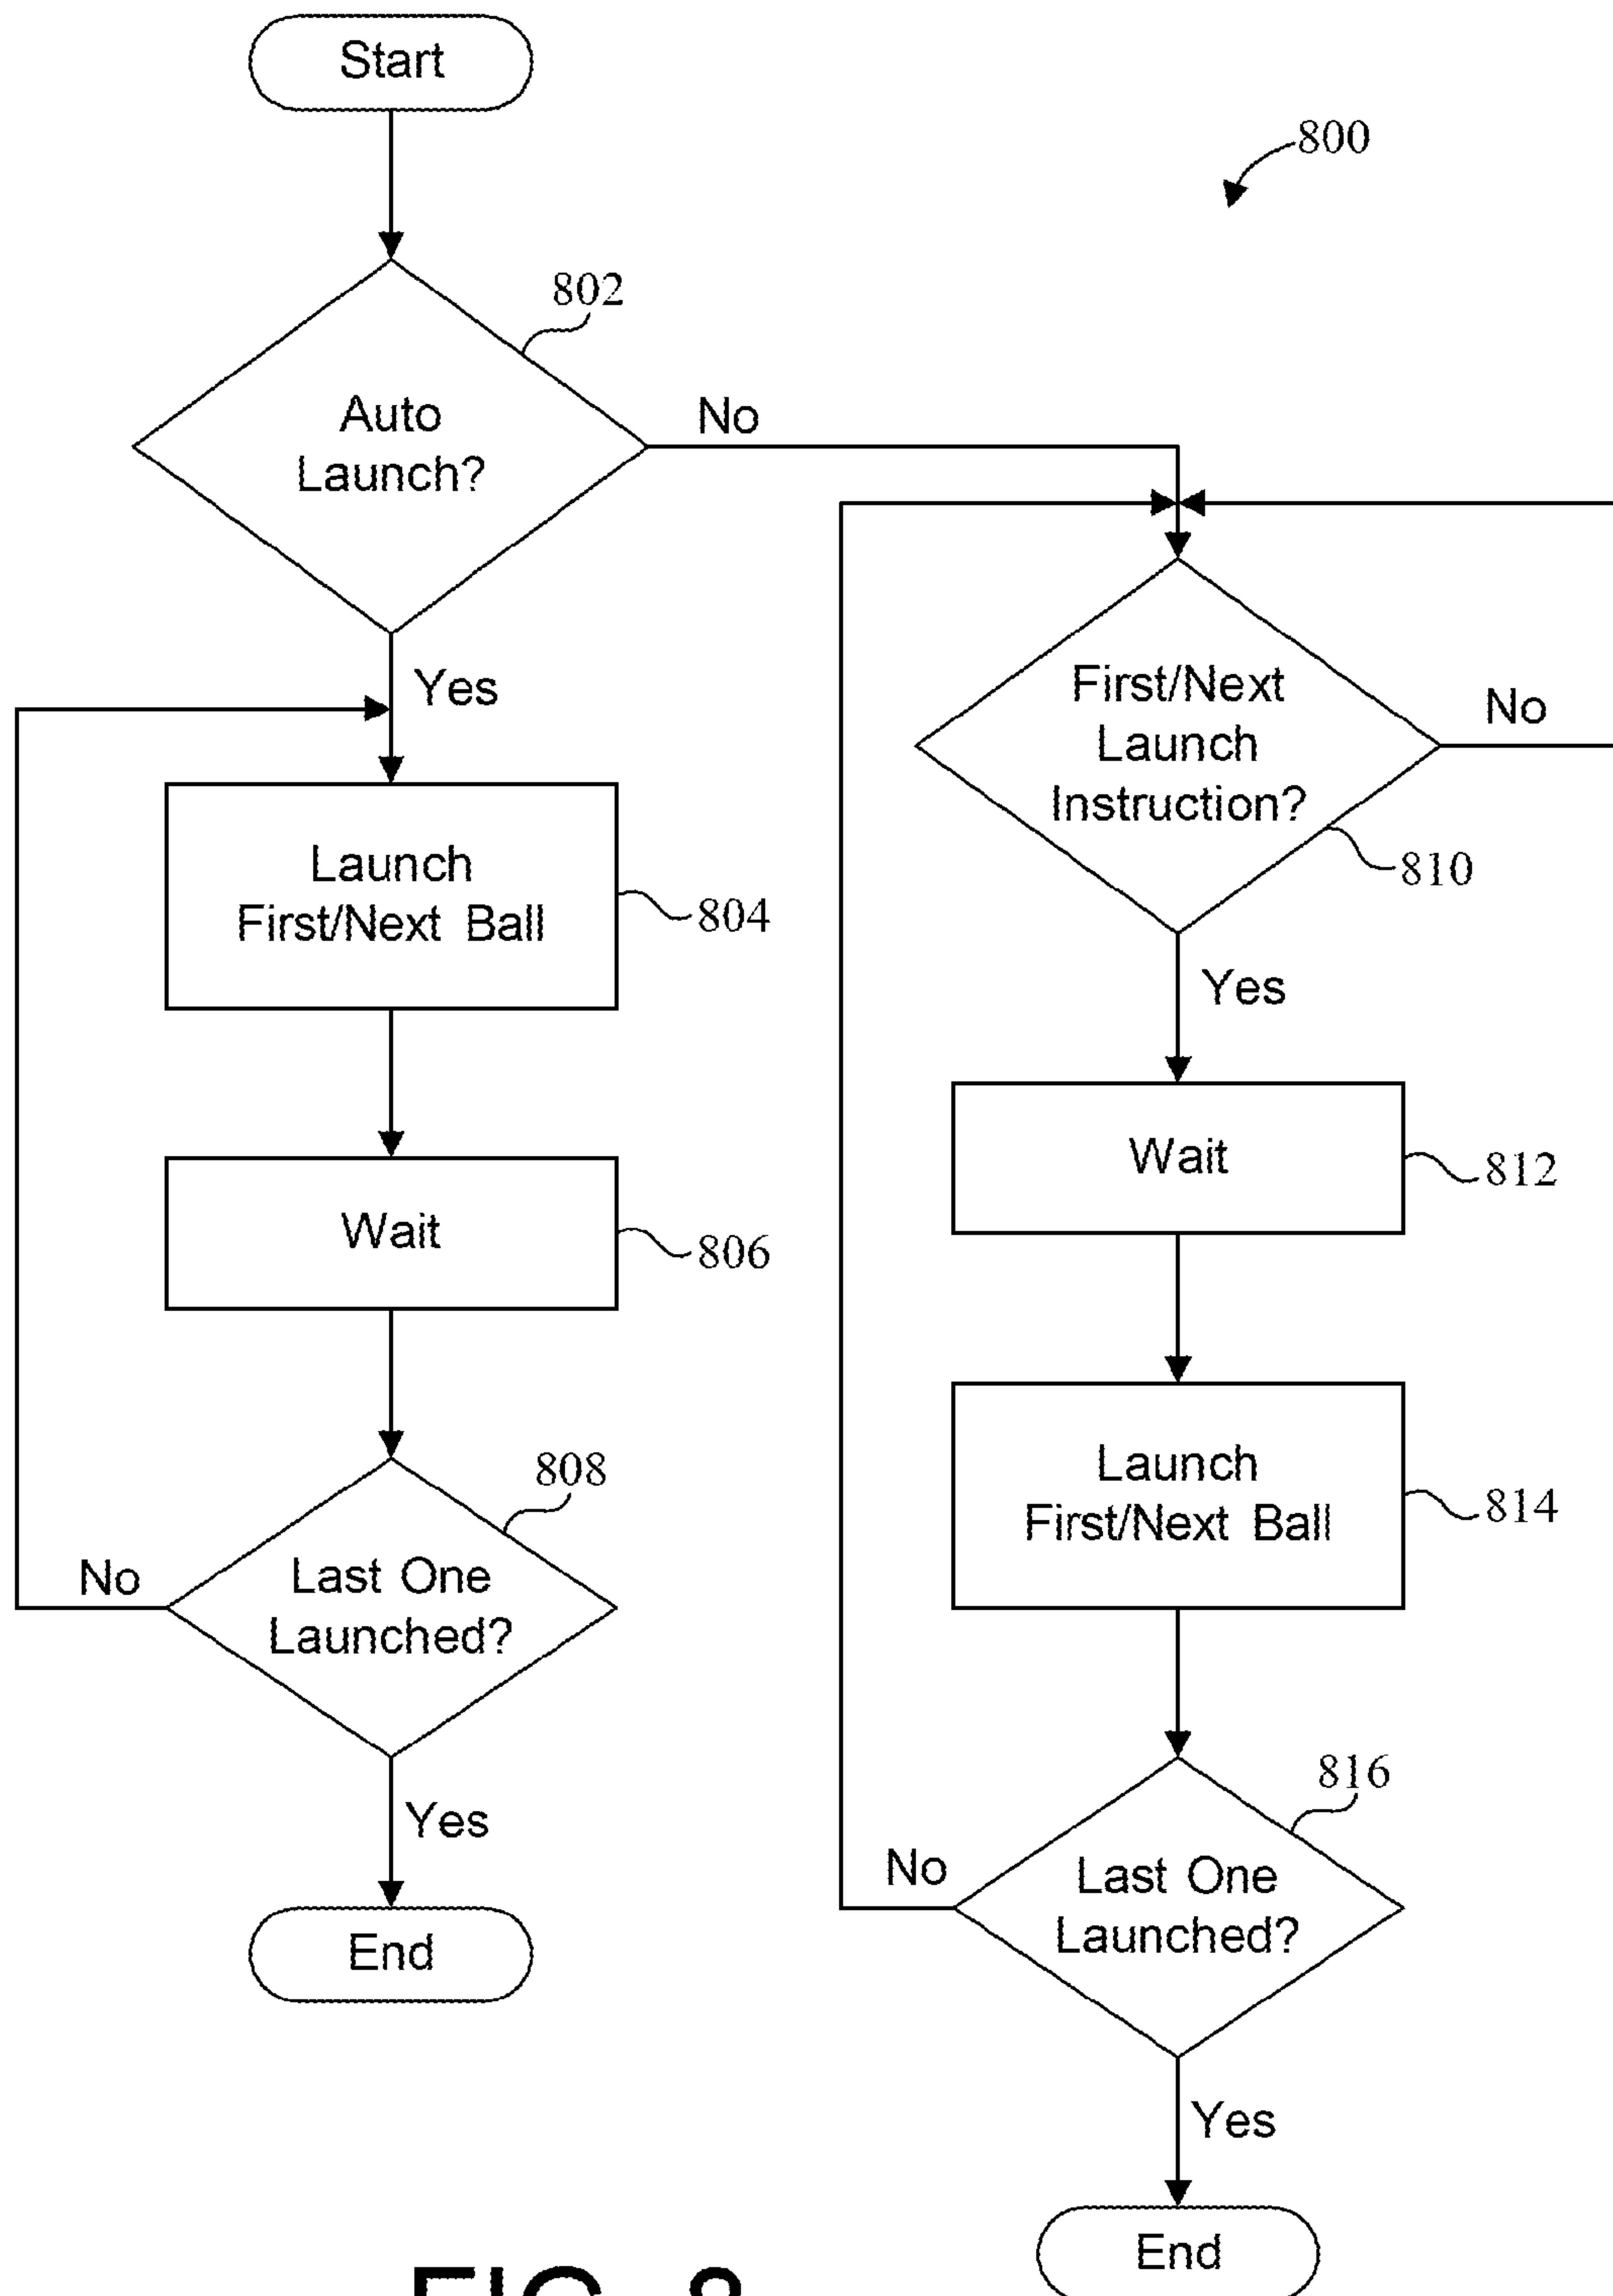 Start
800
802
Auto
Launch?
No
Yes
First/Next
Launch
Instruction?
No
810
Launch
First/Next Ball
804
Yes
Wait
806
Wait
812
Launch
First/Next Ball
814
808
Last One
Launched?
No
Yes
End
816
Last One
Launched?
No
Yes
End
FIG. 8